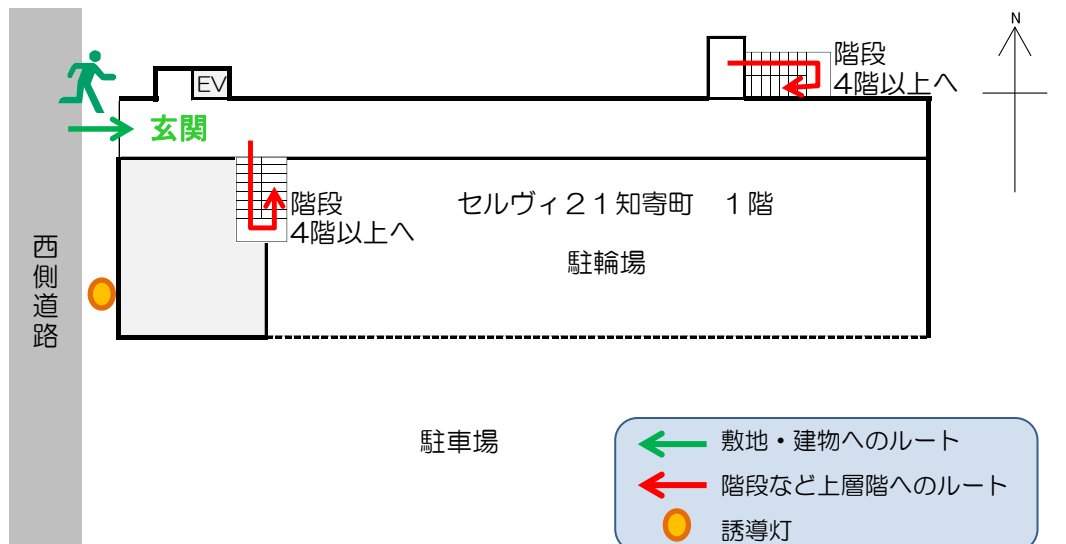 N
階段
4階以上へ
EV
玄関
階段
4階以上へ
セルヴィ２１知寄町　１階
駐輪場
西側道路
駐車場
敷地・建物へのルート
階段など上層階へのルート
誘導灯